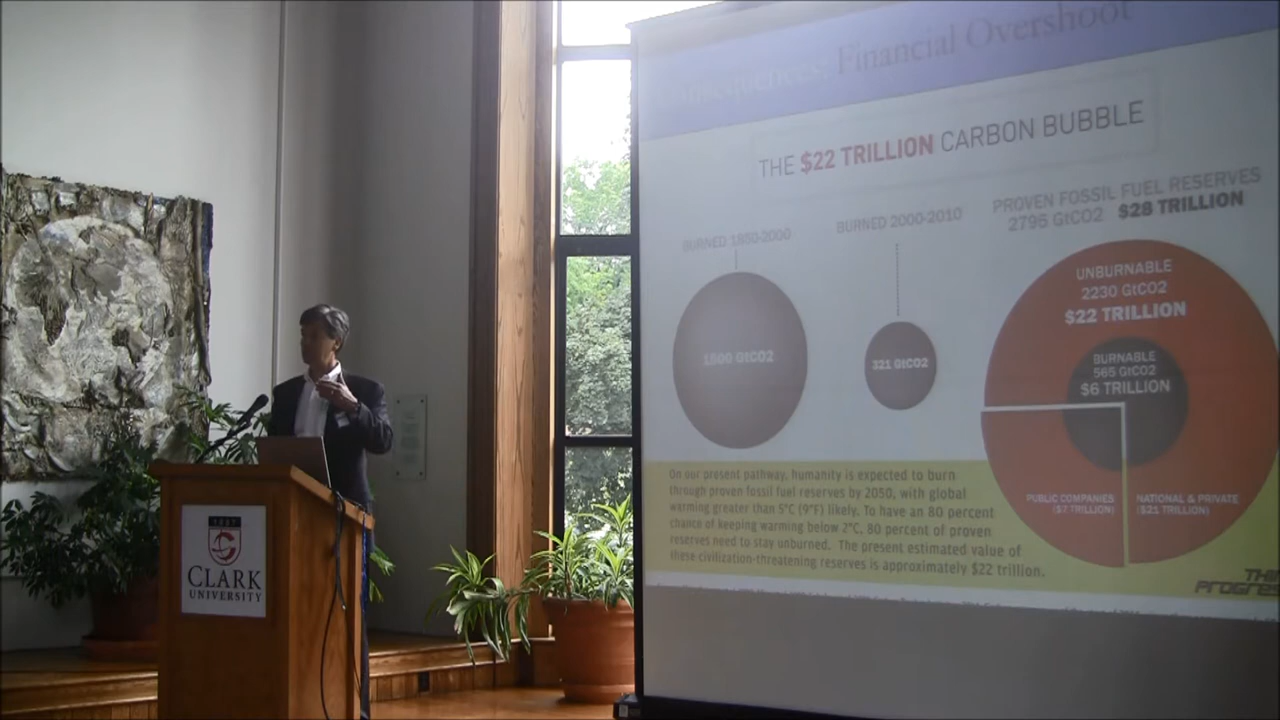 Financial Overshoot
THE $22 TRILLION CARBON BUBBLE
BURNED 1850-2000
BURNED 2000-2010
PROVEN FOSSIL FUEL RESERVES
2795 GtCO2 $28 TRILLION
UNBURNABLE
2230 GtCO2
$22 TRILLION
1800 GtCO2
321 GtCO2
BURNABLE
565 GtCO2
$6 TRILLION
PUBLIC COMPANIES
($7 TRILLION)
NATIONAL & PRIVATE
($21 TRILLION)
On our present pathway, humanity is expected to burn
through proven fossil fuel reserves by 2050, with global
warming greater than 5°C (9°F) likely. To have an 80 percent
chance of keeping warming below 2°C, 80 percent of proven
reserves need to stay unburned. The present estimated value of
these civilization-threatening reserves is approximately $22 trillion.
THIN
PROGRES
CLARK
UNIVERSITY